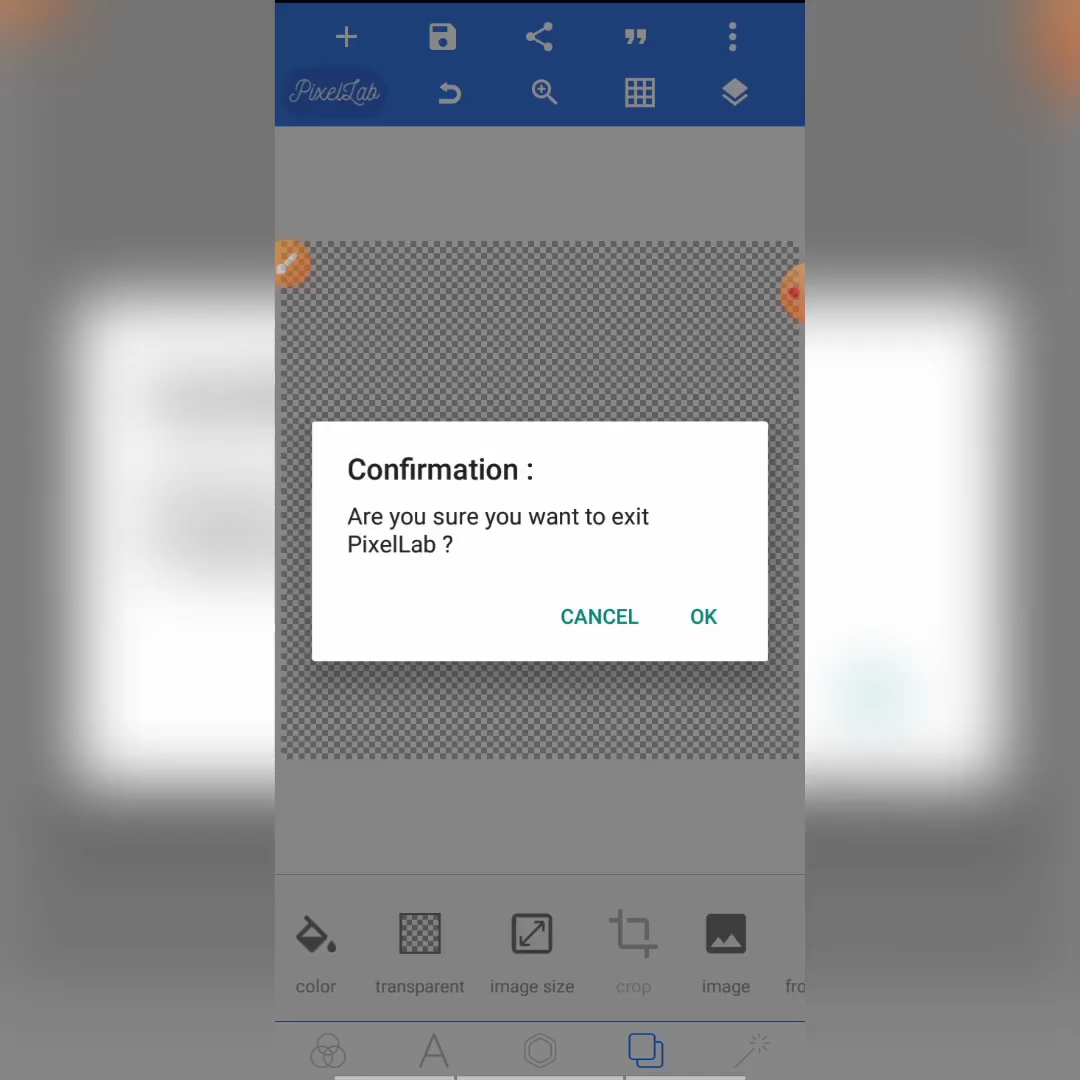 PixelLab
Confirmation :
Are you sure you want to exit
PixelLab ?
CANCEL
OK
color
transparent
image size
crop
image
fro